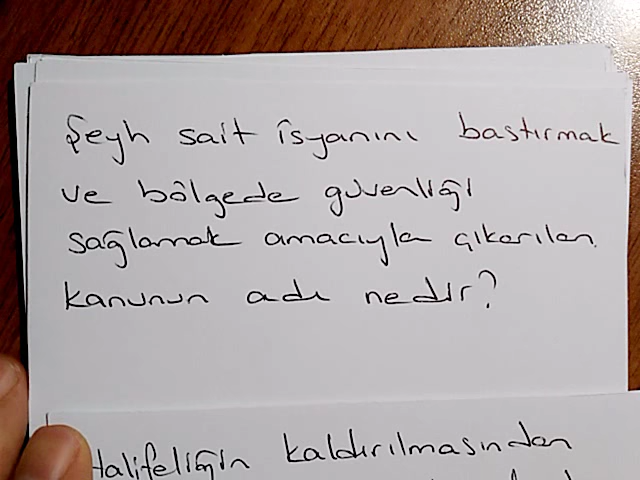 Şeyh sait İsyanını bastırmak
ve bölgede güvenliği
sağlamak amacıyla çıkarılan
kanunun adı nedir?
Halifeliğin kaldırılmasından